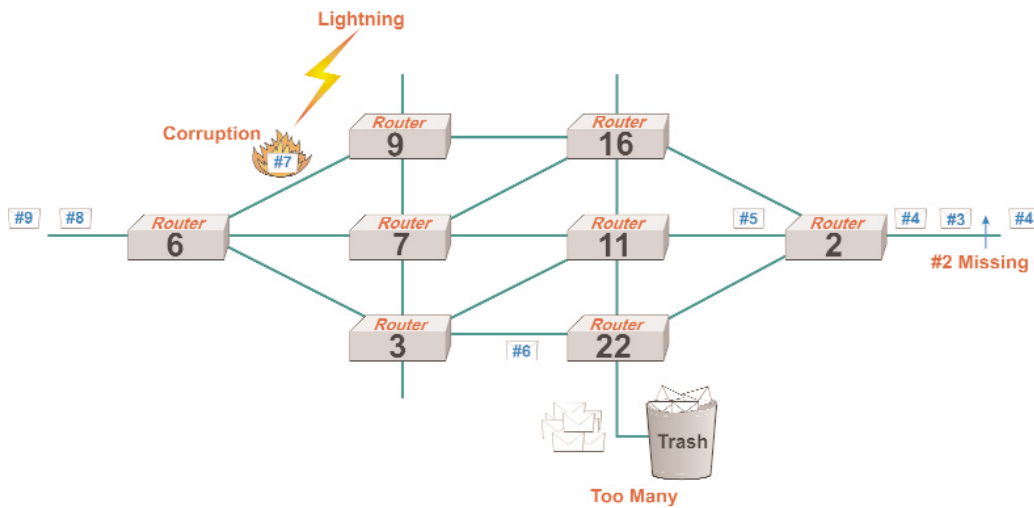 Lightning
Corruption
#7
Router
9
Router
16
#9
#8
Router
6
Router
7
Router
11
#5
Router
2
#4
#3
#4
#2 Missing
Router
3
#6
Router
22
Trash
Too Many